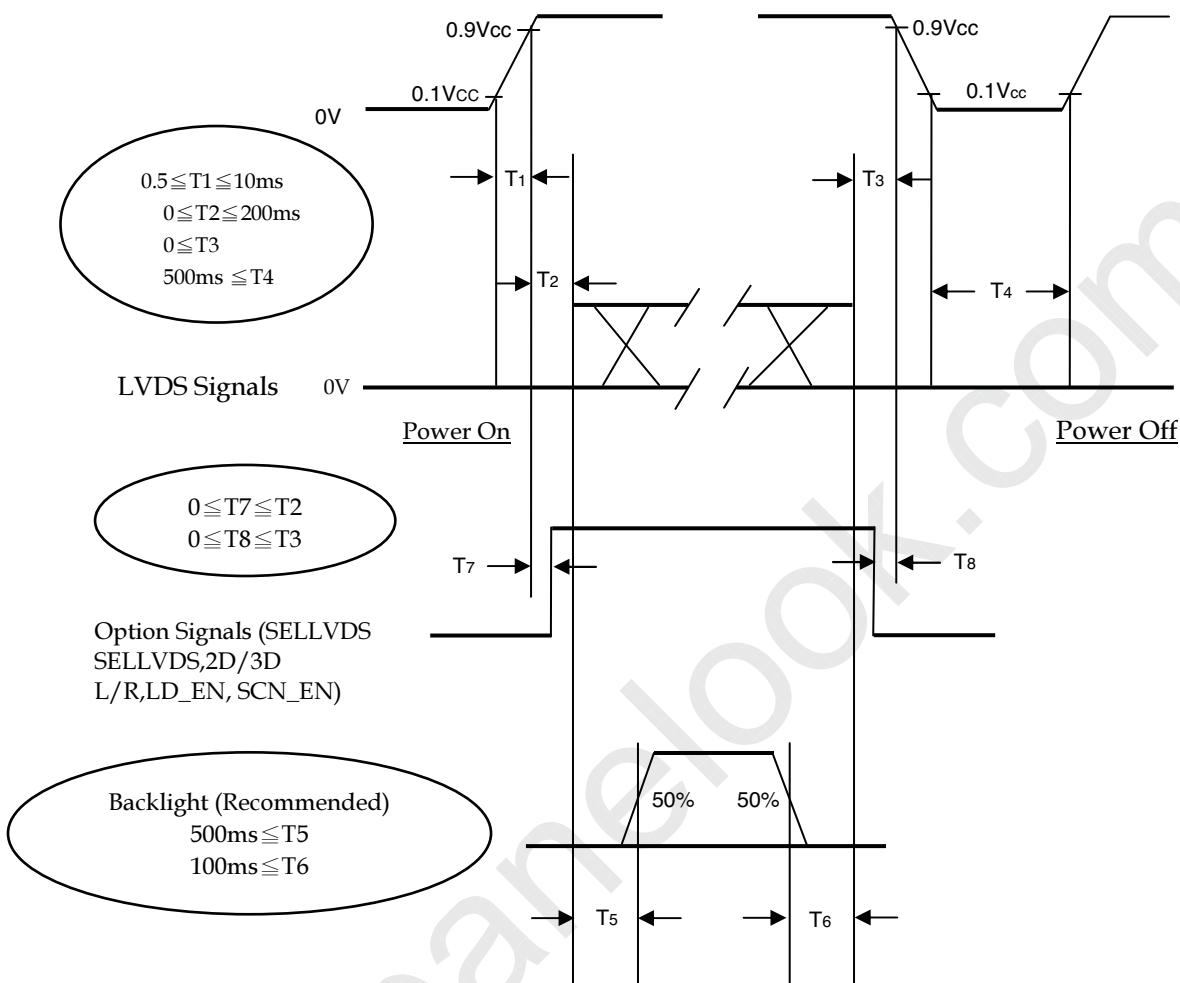 0.9Vcc
0.9Vcc
0.1Vcc
0.1Vcc
0V
0.5≦T1≦10ms
0≦T2≦200ms
0≦T3
500ms ≦T4
T1
T3
T2
T4
LVDS Signals
0V
Power On
Power Off
0≦T7≦T2
0≦T8≦T3
T7
T8
Option Signals (SELLVDS
SELLVDS,2D/3D
L/R,LD_EN, SCN_EN)
Backlight (Recommended)
500ms≦T5
100ms≦T6
50%
50%
T5
T6
panelook.com